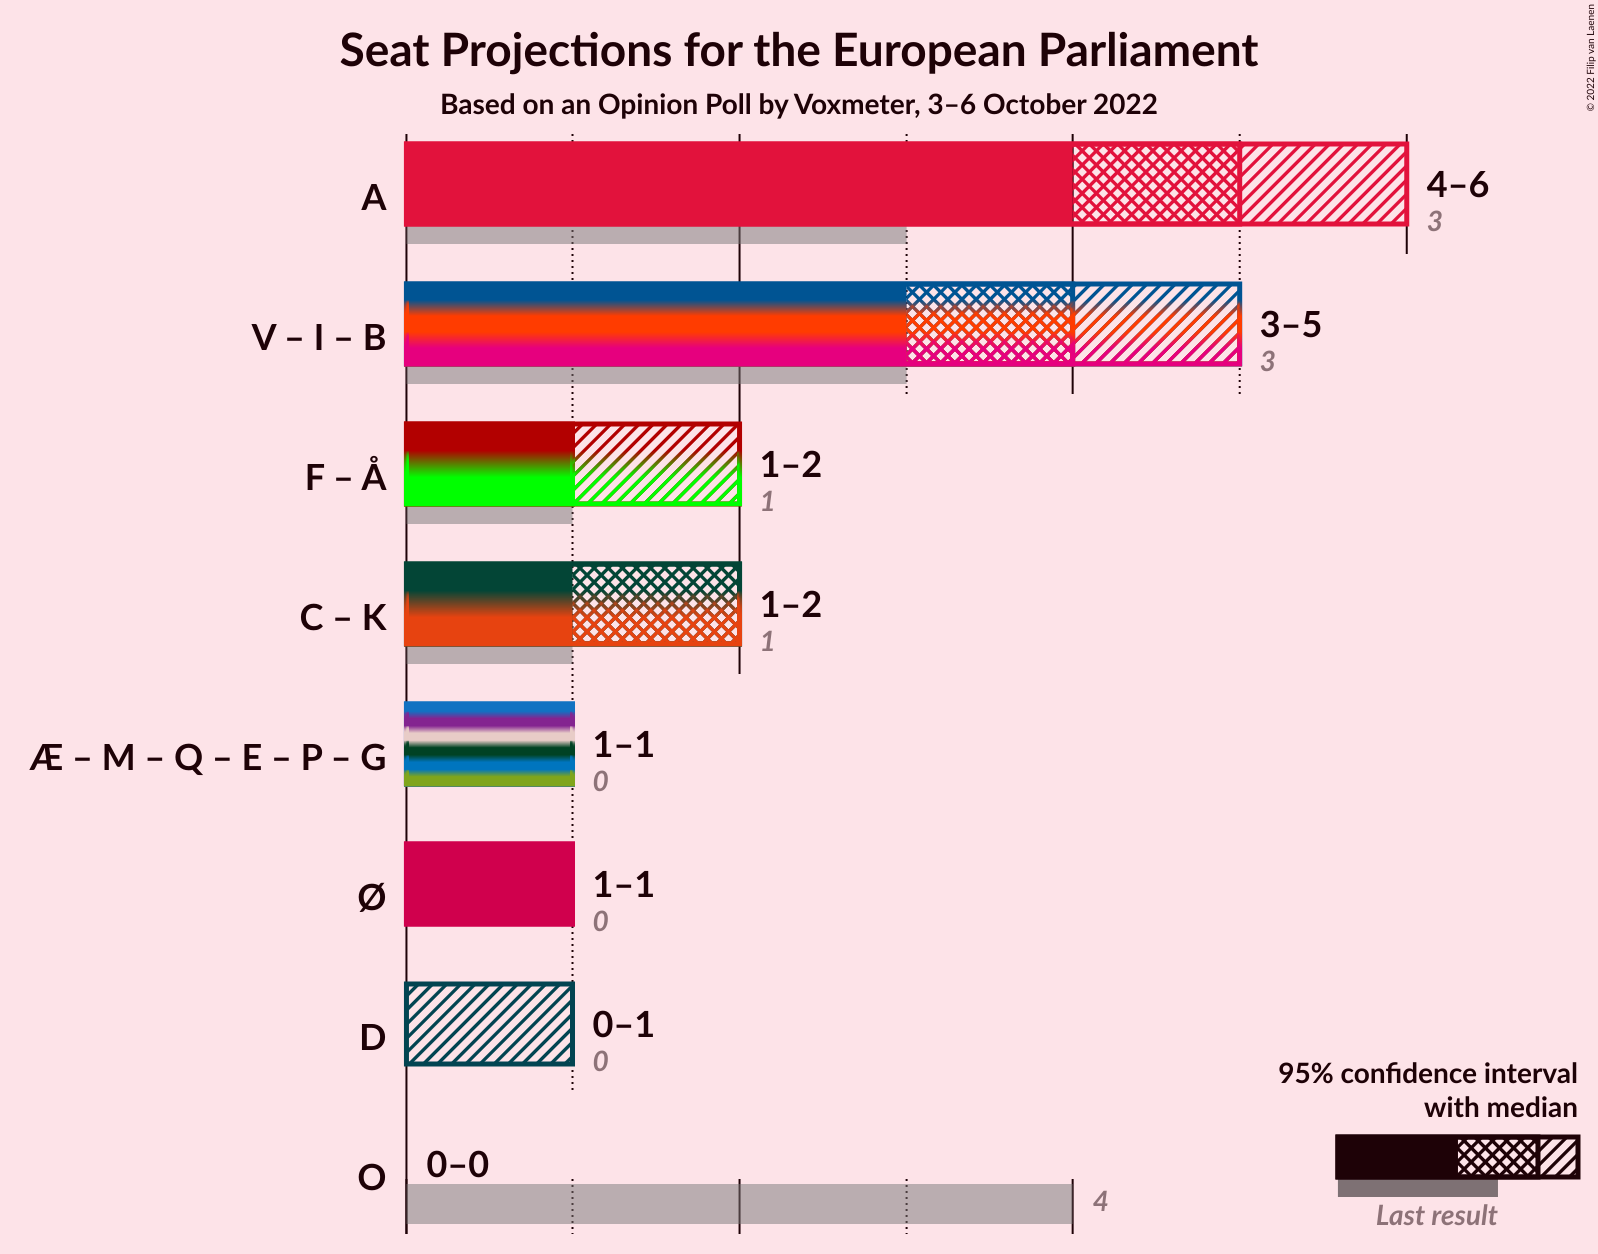 Seat Projections for the European Parliament
Based on an Opinion Poll by Voxmeter, 3–6 October 2022
© 2022 Filip van Laenen
A
4–6
3
V – I – B
3–5
3
F – Å
1–2
1
C – K
1–2
1
Æ – M – Q – E – P – G
1–1
0
Ø
1–1
0
D
0–1
0
O
0–0
4
95% confidence interval
with median
Last result